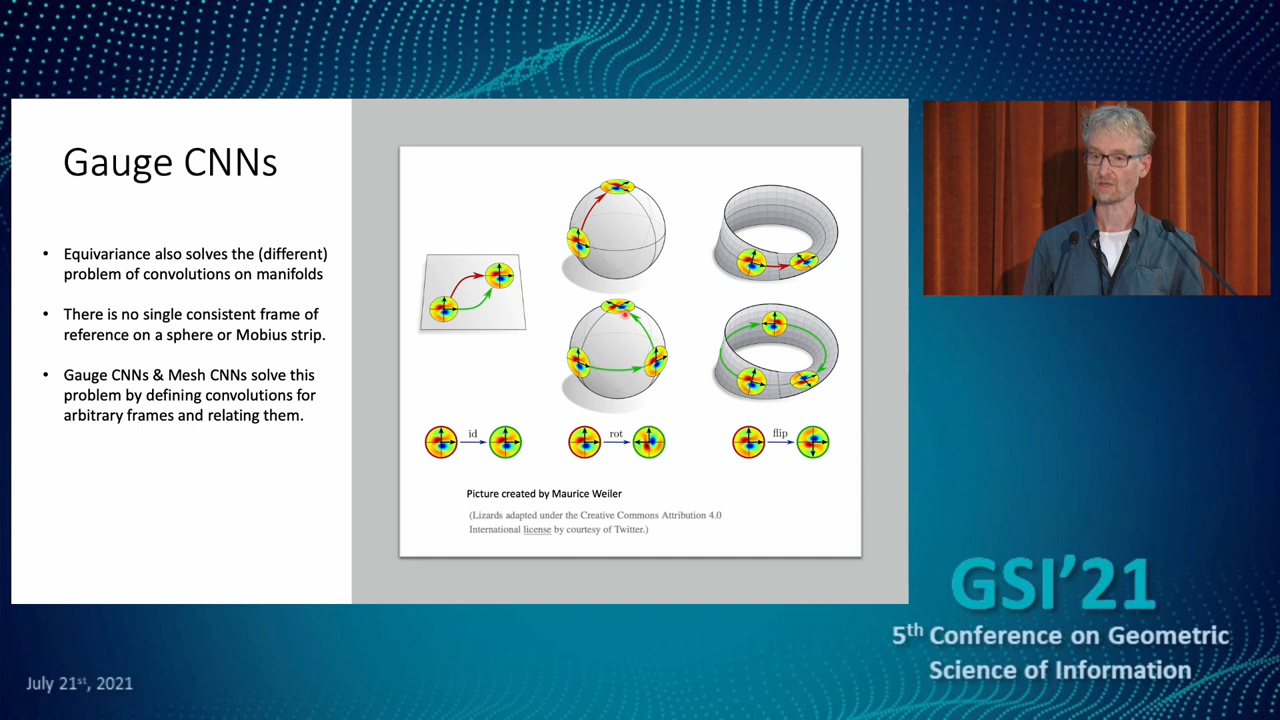 Gauge CNNs
• Equivariance also solves the (different)
problem of convolutions on manifolds
• There is no single consistent frame of
reference on a sphere or Mobius strip.
• Gauge CNNs & Mesh CNNs solve this
problem by defining convolutions for
arbitrary frames and relating them.
id
rot
flip
Picture created by Maurice Weiler
(Lizards adapted under the Creative Commons Attribution 4.0
International license by courtesy of Twitter.)
GSI'21
5th Conference on Geometric
Science of Information
July 21st, 2021